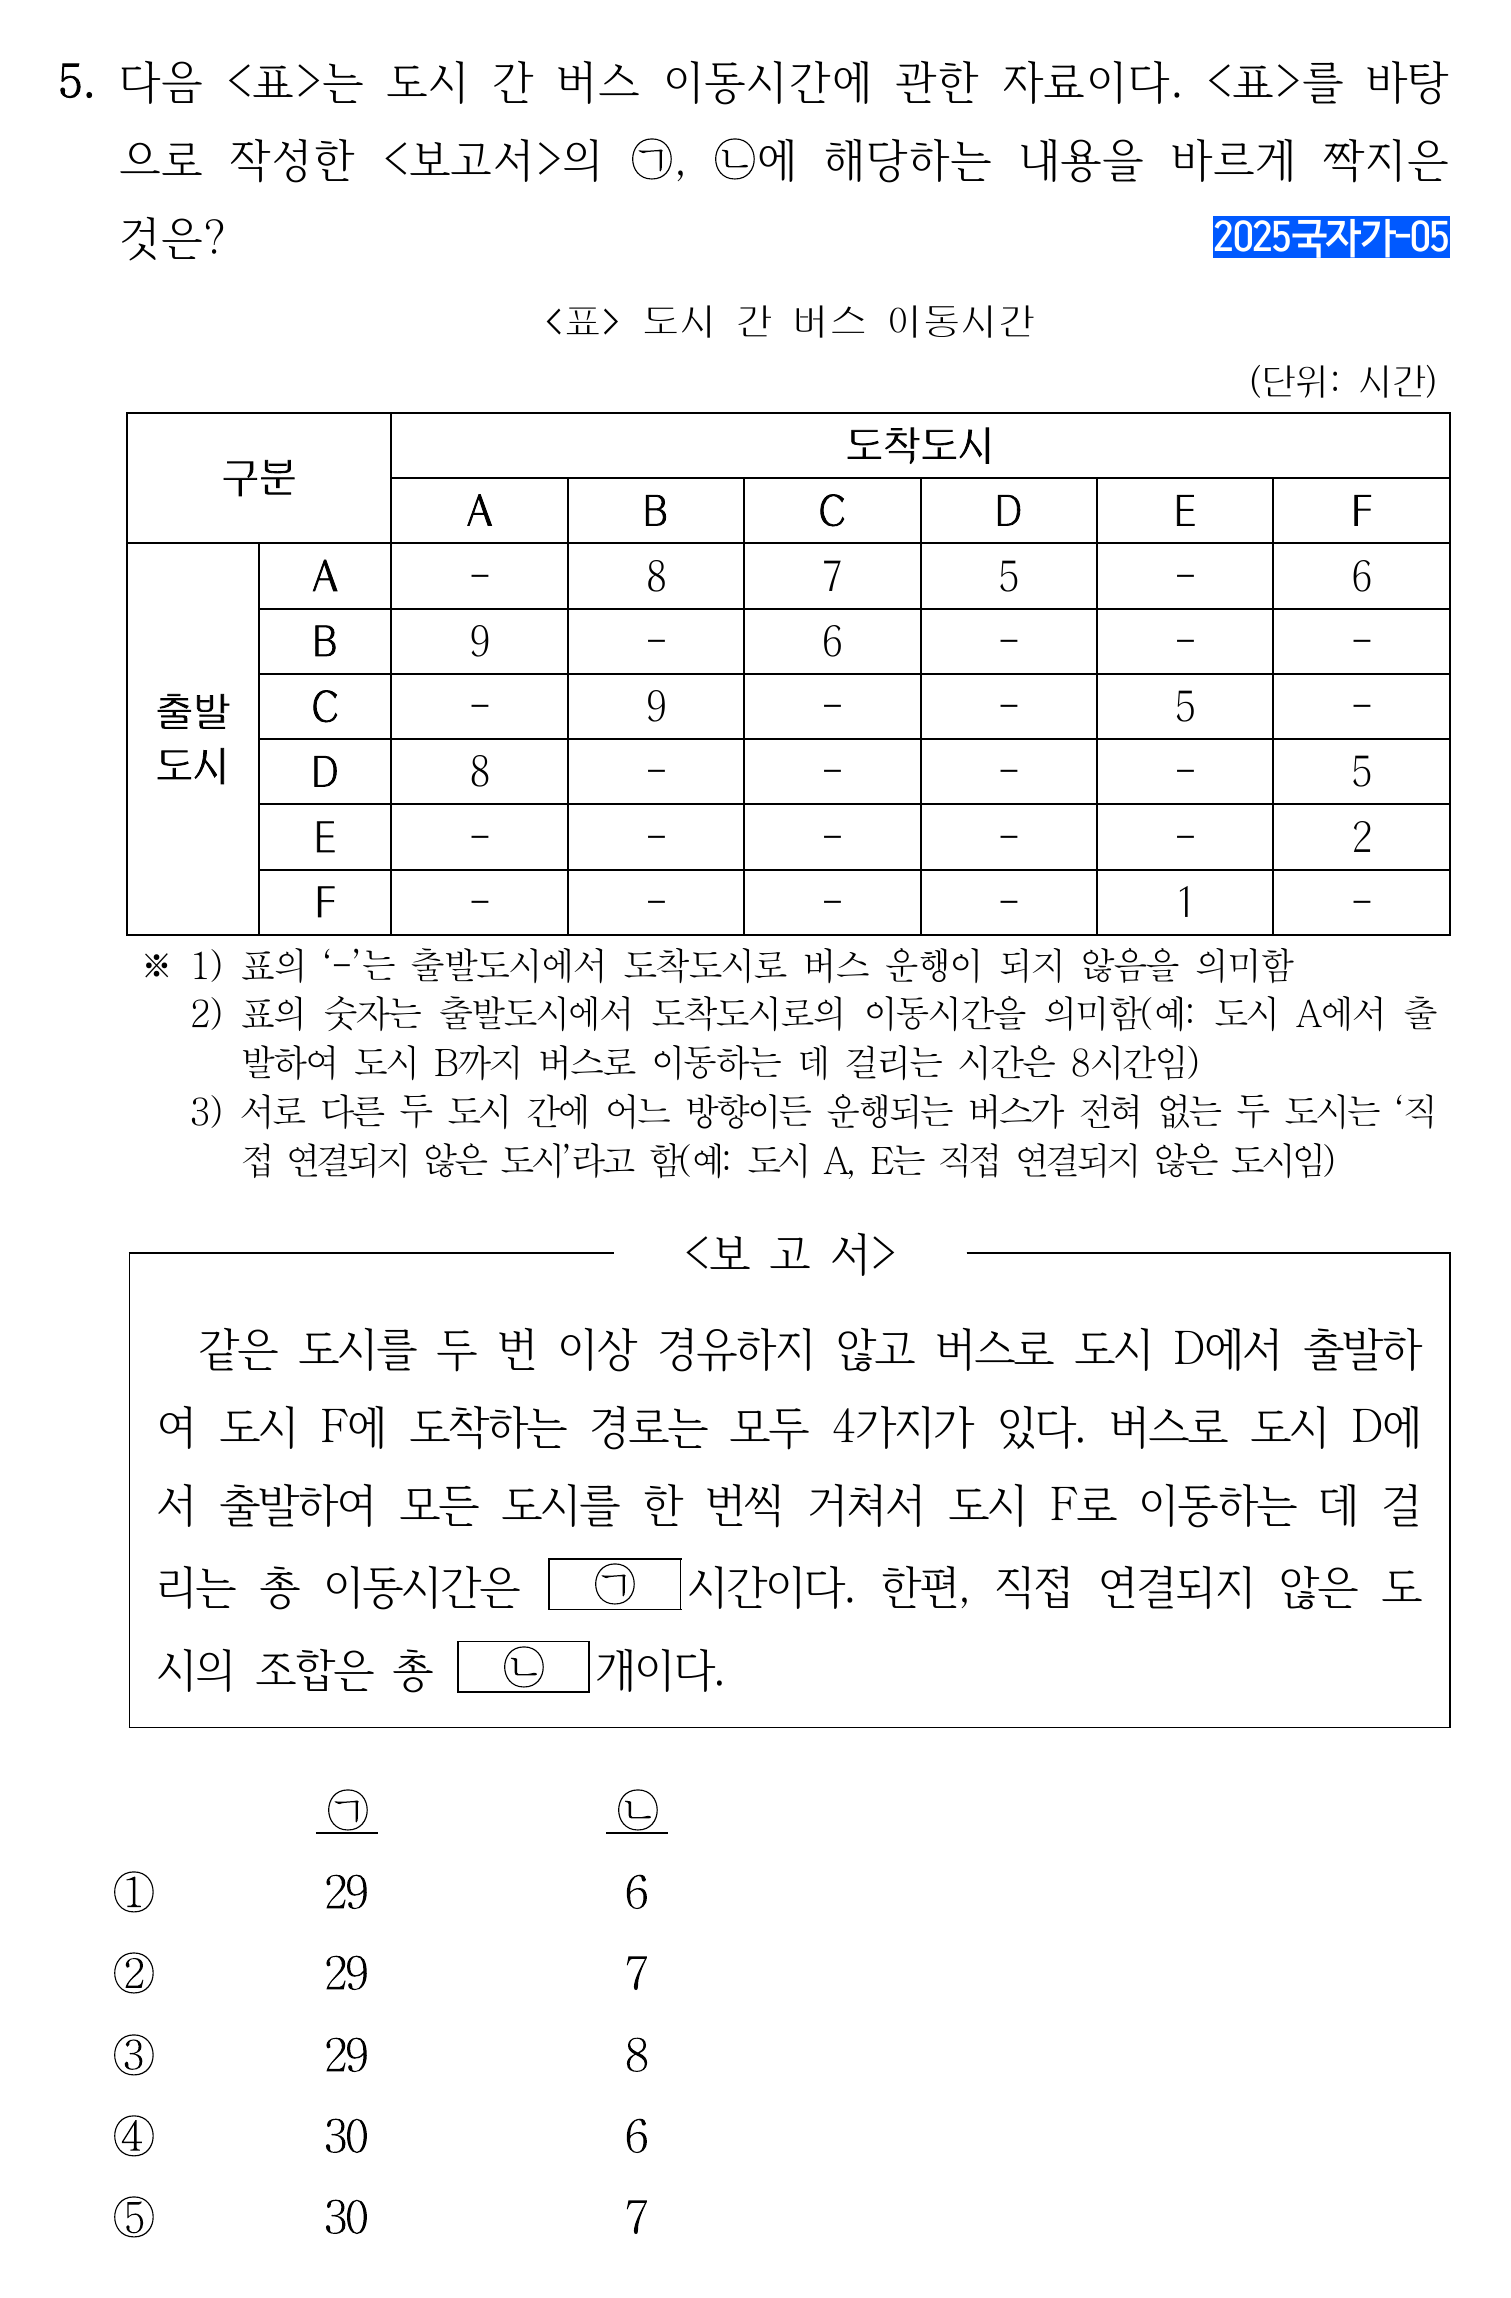 5. 다음 <표>는 도시 간 버스 이동시간에 관한 자료이다. <표>를 바탕
으로 작성한 <보고서>의 ㉠, ㉡에 해당하는 내용을 바르게 짝지은
것은? 2025국자가-05
<표> 도시 간 버스 이동시간
(단위: 시간)
구분 도착도시
A B C D E F
출발도시
A - 8 7 5 - 6
B 9 - 6 - - -
C - 9 - - 5 -
D 8 - - - - 5
E - - - - - 2
F - - - - 1 -
※ 1) 표의 ‘-’는 출발도시에서 도착도시로 버스 운행이 되지 않음을 의미함
2) 표의 숫자는 출발도시에서 도착도시로의 이동시간을 의미함(예: 도시 A에서 출
발하여 도시 B까지 버스로 이동하는 데 걸리는 시간은 8시간임)
3) 서로 다른 두 도시 간에 어느 방향이든 운행되는 버스가 전혀 없는 두 도시는 ‘직
접 연결되지 않은 도시’라고 함(예: 도시 A, E는 직접 연결되지 않은 도시임)
<보 고 서>
같은 도시를 두 번 이상 경유하지 않고 버스로 도시 D에서 출발하
여 도시 F에 도착하는 경로는 모두 4가지가 있다. 버스로 도시 D에
서 출발하여 모든 도시를 한 번씩 거쳐서 도시 F로 이동하는 데 걸
리는 총 이동시간은 ㉠ 시간이다. 한편, 직접 연결되지 않은 도
시의 조합은 총 ㉡ 개이다.
㉠ ㉡
① 29 6
② 29 7
③ 29 8
④ 30 6
⑤ 30 7